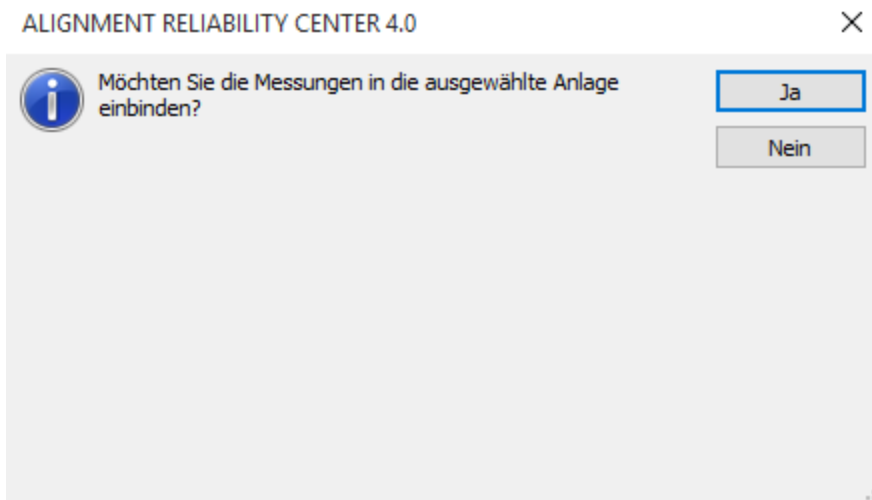 ALIGNMENT RELIABILITY CENTER 4.0
Möchten Sie die Messungen in die ausgewählte Anlage
einbinden?
Ja
Nein